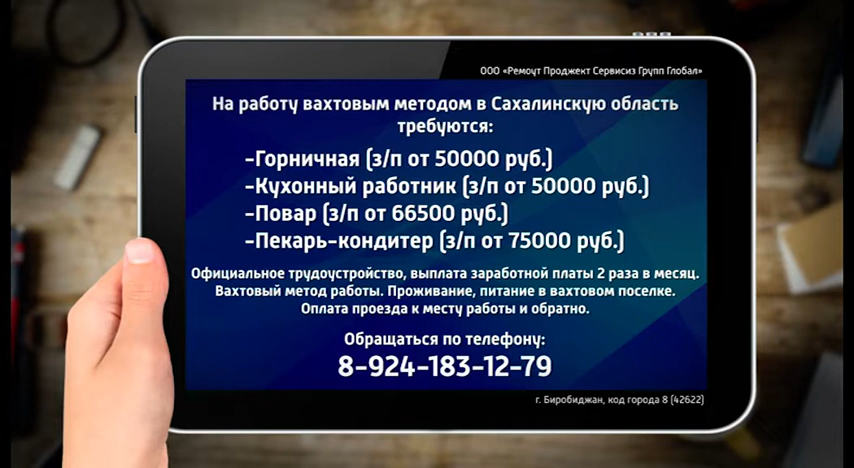 ООО «Ремоут Проджект Сервисиз Групп Глобал»
На работу вахтовым методом в Сахалинскую область
требуются:
-Горничная (з/п от 50000 руб.)
-Кухонный работник (з/п от 50000 руб.)
-Повар (з/п от 66500 руб.)
-Пекарь-кондитер (з/п от 75000 руб.)
Официальное трудоустройство, выплата заработной платы 2 раза в месяц.
Вахтовый метод работы. Проживание, питание в вахтовом поселке.
Оплата проезда к месту работы и обратно.
Обращаться по телефону:
8-924-183-12-79
г. Биробиджан, код города 8 (42622)